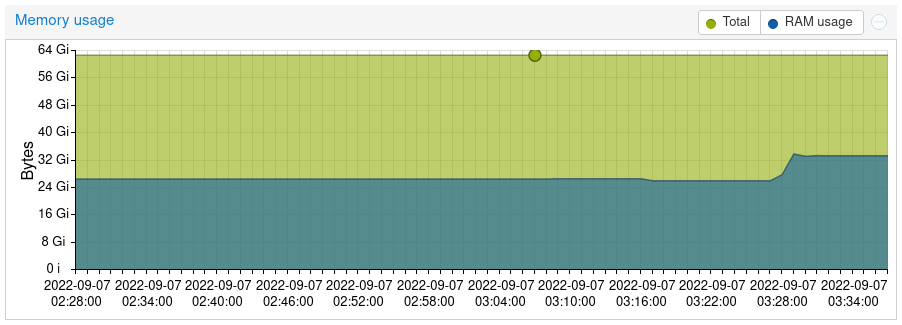 Memory usage
Total
RAM usage
64 Gi
56 Gi
48 Gi
40 Gi
32 Gi
24 Gi
16 Gi
8 Gi
0 i
Bytes
2022-09-07 2022-09-07 2022-09-07 2022-09-07 2022-09-07 2022-09-07 2022-09-07 2022-09-07 2022-09-07 2022-09-07 2022-09-07 2022-09-07
02:28:00 02:34:00 02:40:00 02:46:00 02:52:00 02:58:00 03:04:00 03:10:00 03:16:00 03:22:00 03:28:00 03:34:00